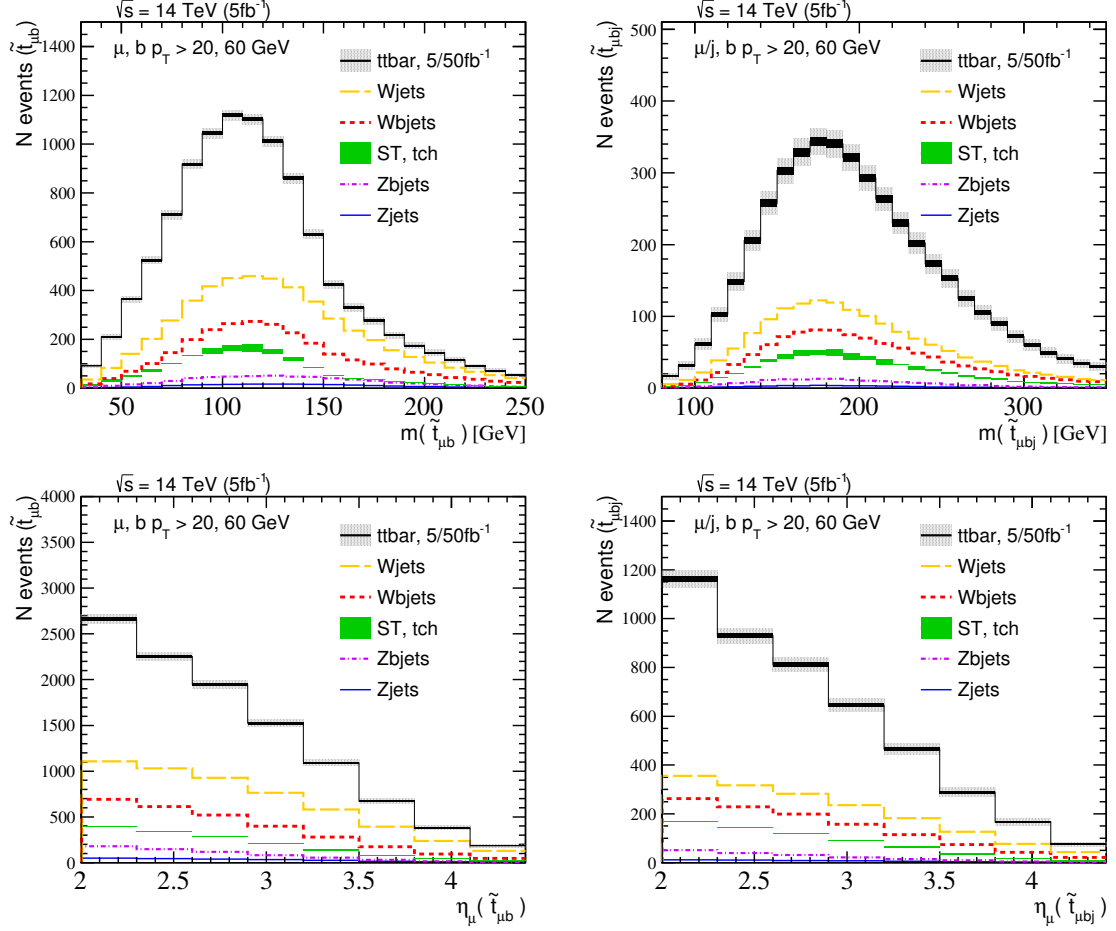 √s = 14 TeV (5fb⁻¹)
μ, b p_T > 20, 60 GeV
ttbar, 5/50fb⁻¹
Wjets
Wbjets
ST, tch
Zbjets
Zjets
N events (t̃_μb)
1400
1200
1000
800
600
400
200
0
50 100 150 200 250
m(t̃_μb) [GeV]
√s = 14 TeV (5fb⁻¹)
μ/j, b p_T > 20, 60 GeV
ttbar, 5/50fb⁻¹
Wjets
Wbjets
ST, tch
Zbjets
Zjets
N events (t̃_μbj)
500
400
300
200
100
0
100 200 300
m(t̃_μbj) [GeV]
√s = 14 TeV (5fb⁻¹)
μ, b p_T > 20, 60 GeV
ttbar, 5/50fb⁻¹
Wjets
Wbjets
ST, tch
Zbjets
Zjets
N events (t̃_μb)
4000
3500
3000
2500
2000
1500
1000
500
0
2 2.5 3 3.5 4
η_μ(t̃_μb)
√s = 14 TeV (5fb⁻¹)
μ/j, b p_T > 20, 60 GeV
ttbar, 5/50fb⁻¹
Wjets
Wbjets
ST, tch
Zbjets
Zjets
N events (t̃_μbj)
1400
1200
1000
800
600
400
200
0
2 2.5 3 3.5 4
η_μ(t̃_μbj)